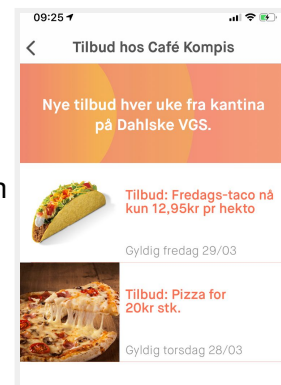 09:25
Tilbud hos Café Kompis
Nye tilbud hver uke fra kantina
på Dahlske VGS.
Tilbud: Fredags-taco nå
kun 12,95kr pr hekto
Gyldig fredag 29/03
Tilbud: Pizza for
20kr stk.
Gyldig torsdag 28/03